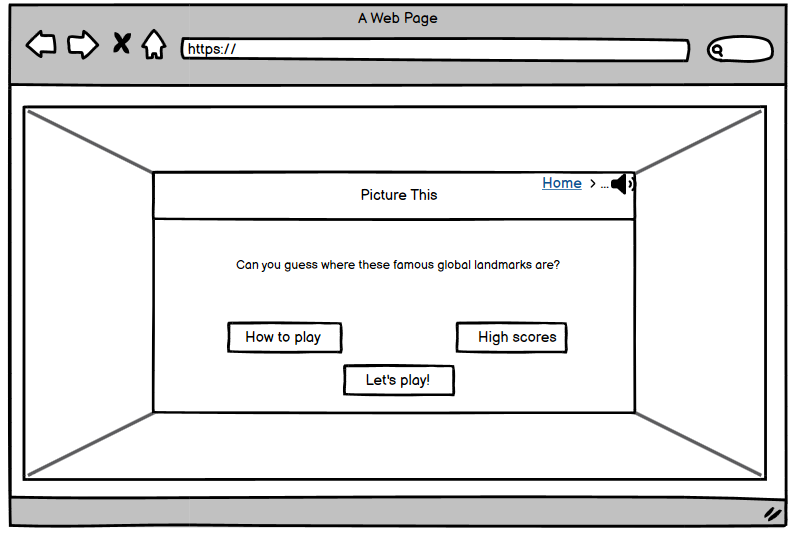 A Web Page
https://
Home > ...
Picture This
Can you guess where these famous global landmarks are?
How to play
High scores
Let's play!